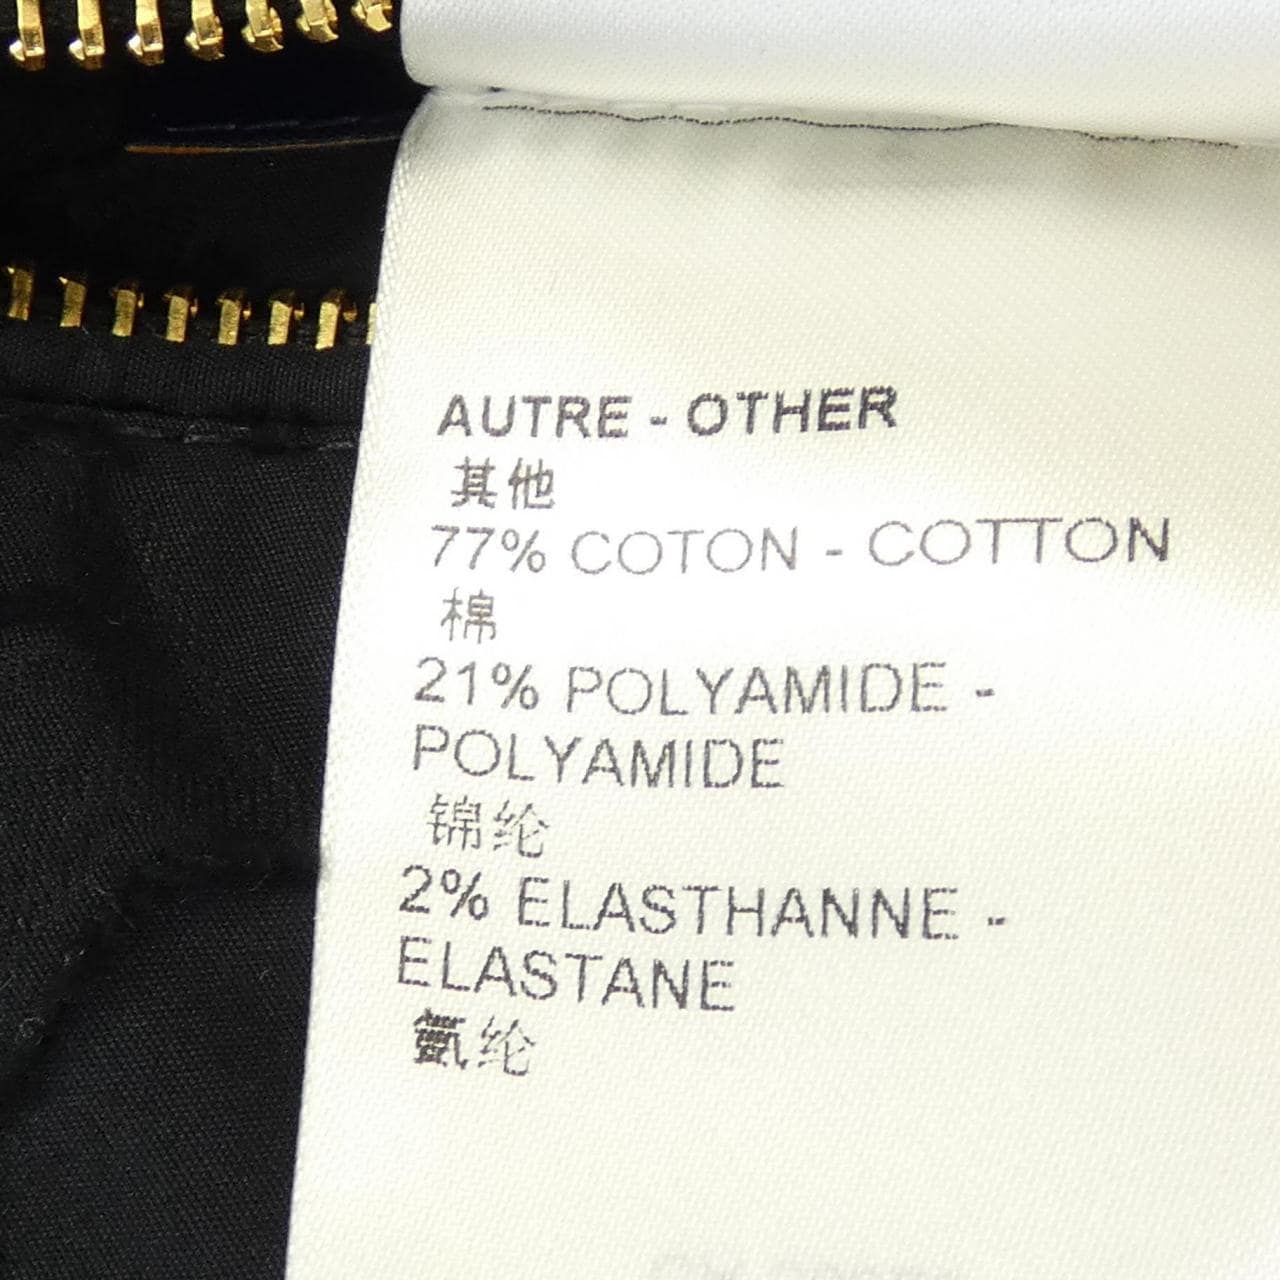 AUTRE - OTHER
其他
77% COTON - COTTON
棉
21% POLYAMIDE -
POLYAMIDE
锦纶
2% ELASTHANNE -
ELASTANE
氨纶